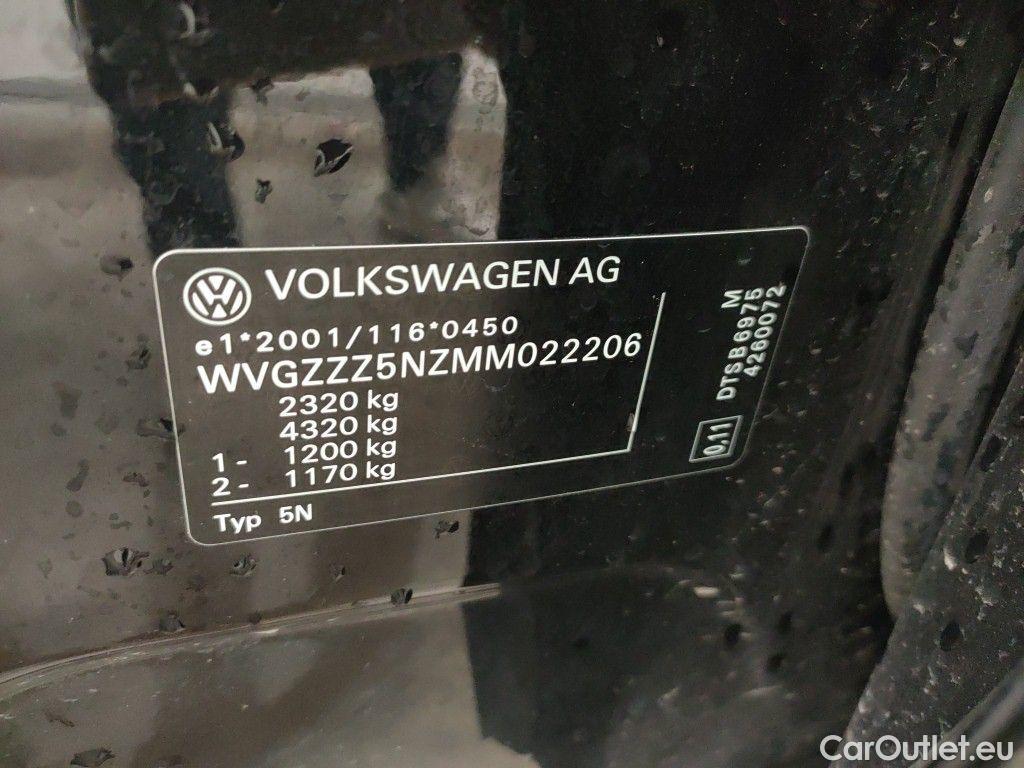 VOLKSWAGEN AG
e1*2001/116*0450
WVGZZZ5NZMM022206
2320 kg
4320 kg
1- 1200 kg
2- 1170 kg
Typ 5N
M
DTSB6975
4260072
0.11
CarOutlet.eu